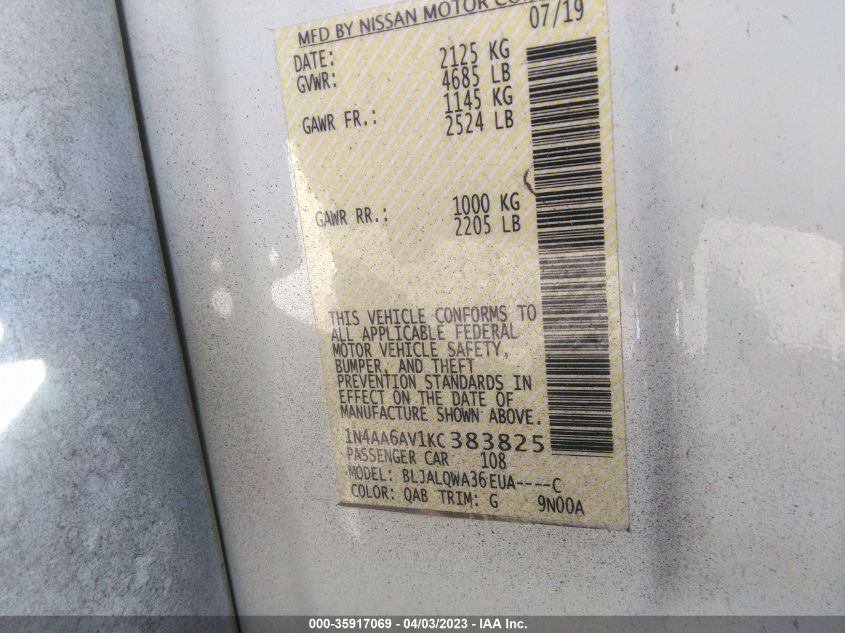 MFD BY NISSAN MOTOR
07/19
DATE:
GVWR: 2125 KG
4685 LB
GAWR FR.: 1145 KG
2524 LB
GAWR RR.: 1000 KG
2205 LB
THIS VEHICLE CONFORMS TO
ALL APPLICABLE FEDERAL
MOTOR VEHICLE SAFETY,
BUMPER, AND THEFT
PREVENTION STANDARDS IN
EFFECT ON THE DATE OF
MANUFACTURE SHOWN ABOVE.
1N4AA6AV1KC383825
PASSENGER CAR 108
MODEL: BLJALQWA36EUA----C
COLOR: QAB TRIM: G 9N00A
000-35917069 - 04/03/2023 - IAA Inc.